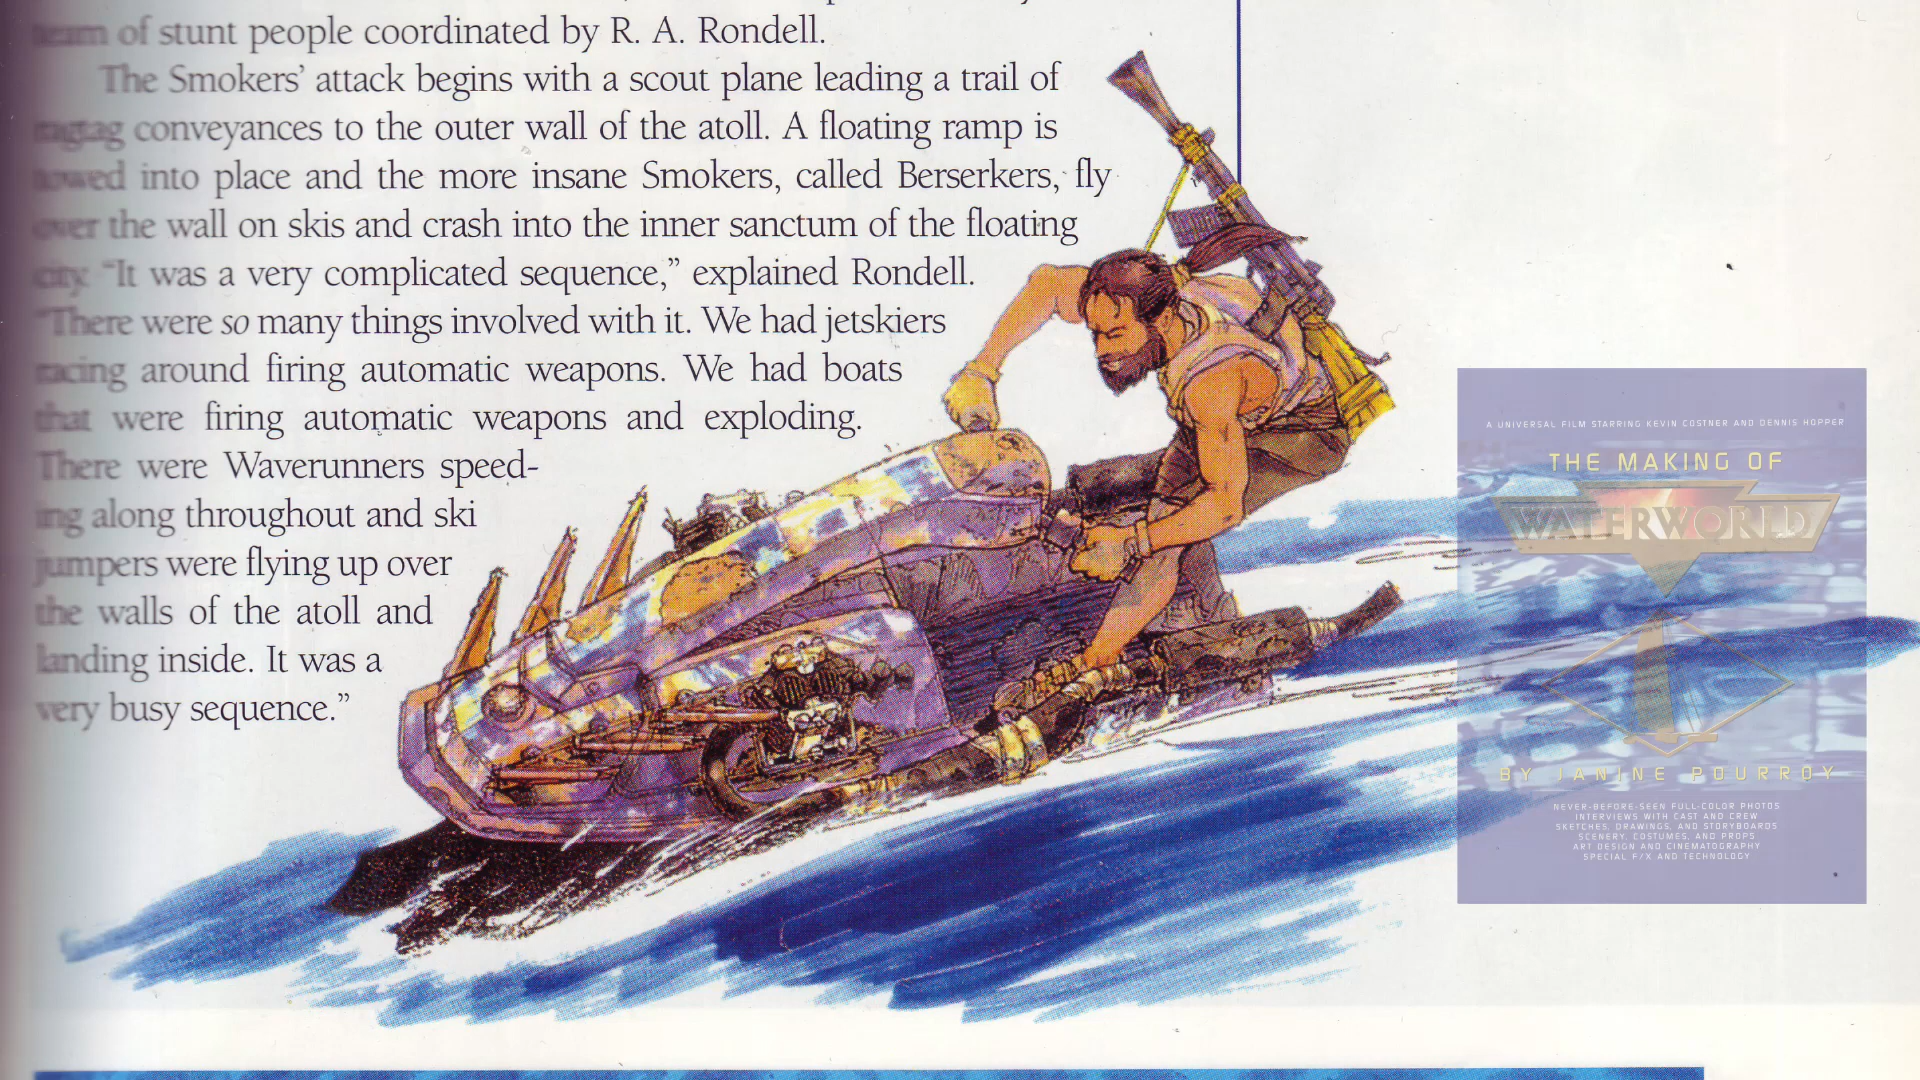 team of stunt people coordinated by R. A. Rondell.
The Smokers’ attack begins with a scout plane leading a trail of
ragtag conveyances to the outer wall of the atoll. A floating ramp is
towed into place and the more insane Smokers, called Berserkers, fly
over the wall on skis and crash into the inner sanctum of the floating
city. “It was a very complicated sequence,” explained Rondell.
“There were so many things involved with it. We had jetskiers
racing around firing automatic weapons. We had boats
that were firing automatic weapons and exploding.
There were Waverunners speed-
ing along throughout and ski
jumpers were flying up over
the walls of the atoll and
landing inside. It was a
very busy sequence.”
A UNIVERSAL FILM STARRING KEVIN COSTNER AND DENNIS HOPPER
THE MAKING OF
WATERWORLD
BY JANINE POURROY
NEVER-BEFORE-SEEN FULL-COLOR PHOTOS
INTERVIEWS WITH CAST AND CREW
SKETCHES, DRAWINGS, AND STORYBOARDS
SCENERY, COSTUMES, AND PROPS
ART DESIGN AND CINEMATOGRAPHY
SPECIAL F/X AND TECHNOLOGY